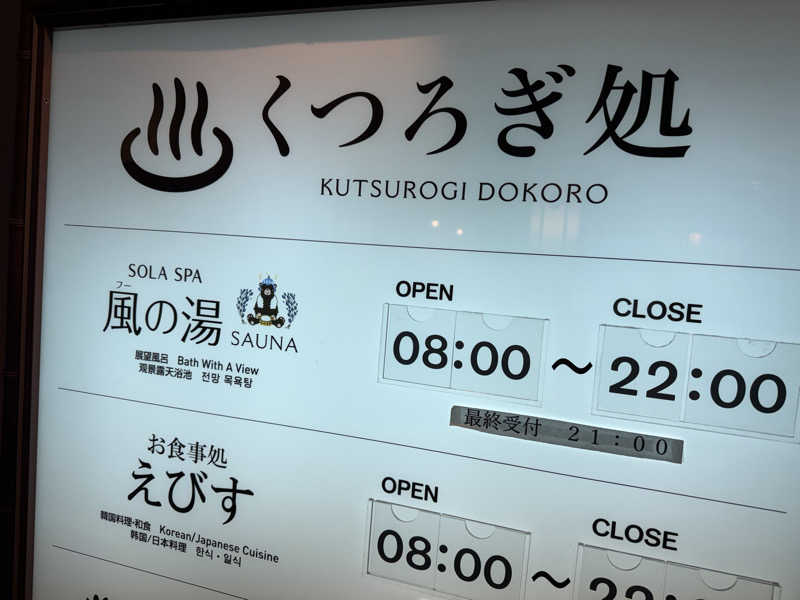 くつろぎ処
KUTSUROGI DOKORO
SOLA SPA
フー
風の湯
SAUNA
展望風呂 Bath With A View
观景露天浴池 전망 목욕탕
OPEN
08:00
～
CLOSE
22:00
最終受付 21:00
お食事処
えびす
韓国料理・和食 Korean/Japanese Cuisine
韩国/日本料理 한식・일식
OPEN
08:00
～
CLOSE
22:00